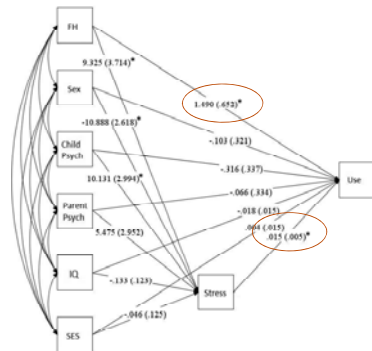 FH
9.325 (3.714)*
Sex
1.490 (.652)*
-10.888 (2.618)*
-.103 (.321)
Child
Psych
-.316 (.337)
10.131 (2.994)*
Use
-.066 (.334)
Parent
Psych
-.018 (.015)
5.475 (2.952)
.004 (.015)
.015 (.005)*
IQ
-.133 (.123)
Stress
-.046 (.125)
SES